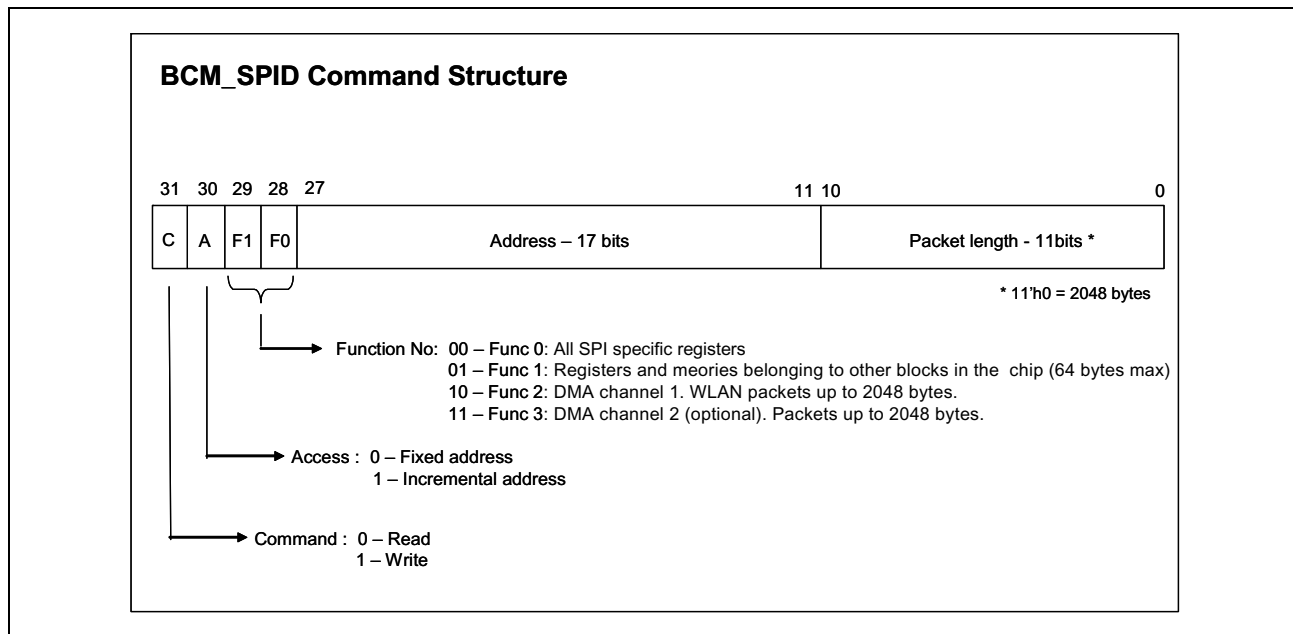 BCM_SPID Command Structure
31 30 29 28 27 11 10 0
C A F1 F0 Address – 17 bits Packet length - 11bits *
* 11'h0 = 2048 bytes
Function No: 00 – Func 0: All SPI specific registers
01 – Func 1: Registers and meories belonging to other blocks in the chip (64 bytes max)
10 – Func 2: DMA channel 1. WLAN packets up to 2048 bytes.
11 – Func 3: DMA channel 2 (optional). Packets up to 2048 bytes.
Access : 0 – Fixed address
1 – Incremental address
Command : 0 – Read
1 – Write